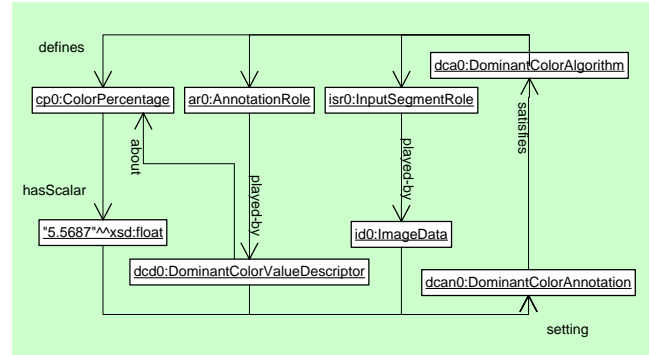 defines
dca0:DominantColorAlgorithm
cp0:ColorPercentage
ar0:AnnotationRole
isr0:InputSegmentRole
about
satisfies
played-by
played-by
hasScalar
"5.5687"^^xsd:float
id0:ImageData
dcd0:DominantColorValueDescriptor
dcan0:DominantColorAnnotation
setting